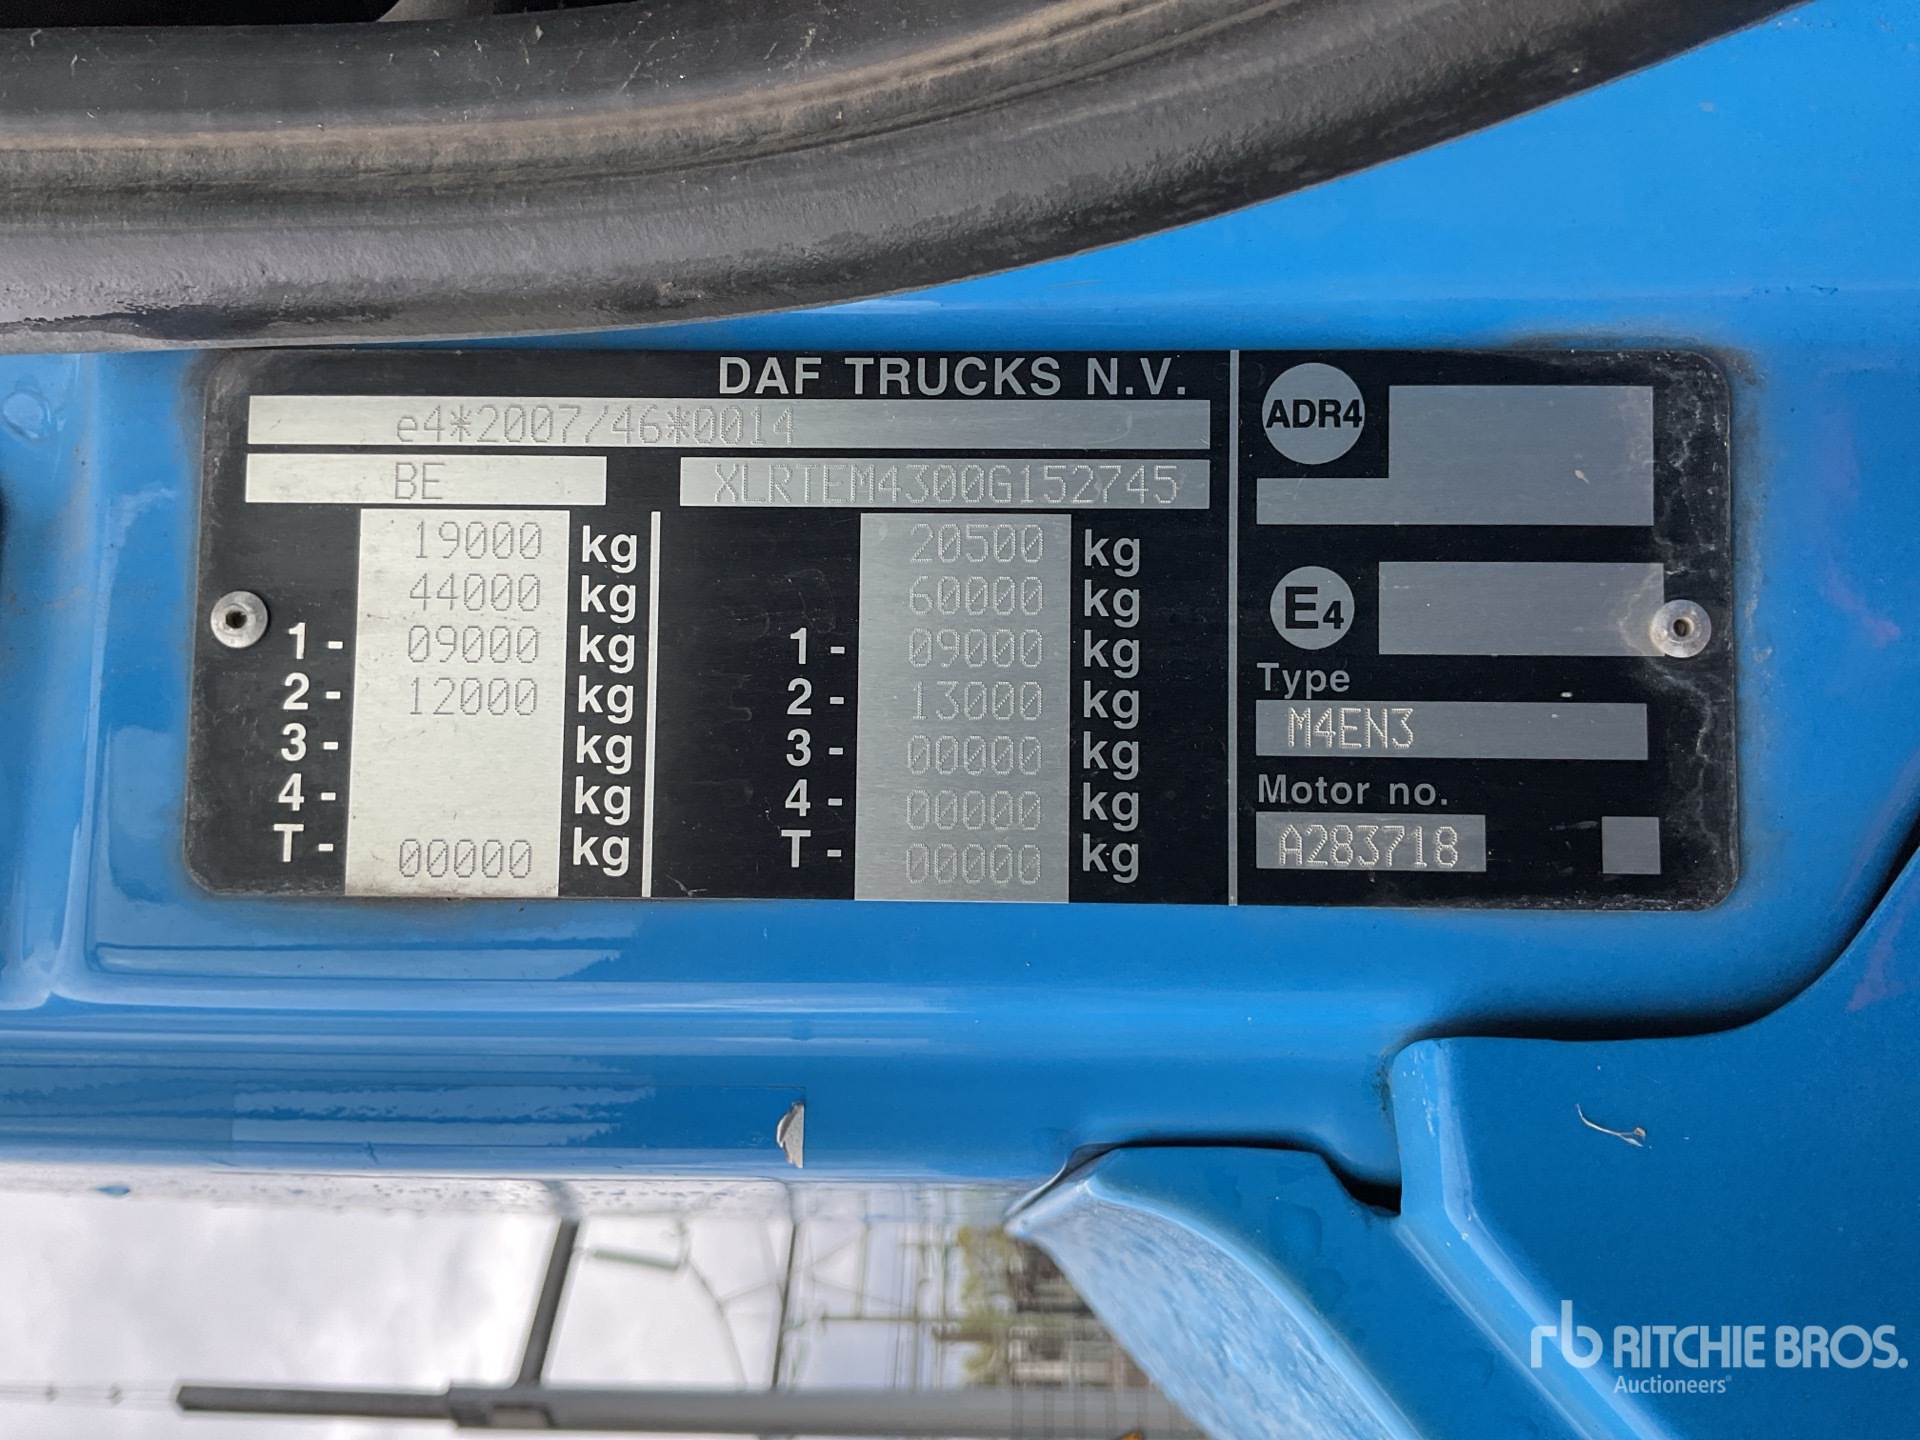 DAF TRUCKS N.V.
e4*2007/46*0014
BE XLRTEM4300G152745
19000 kg 20500 kg
44000 kg 60000 kg
1- 09000 kg 1- 09000 kg
2- 12000 kg 2- 13000 kg
3- kg 3- 00000 kg
4- kg 4- 00000 kg
T- 00000 kg T- 00000 kg
ADR4
E4
Type
M4EN3
Motor no.
A283718
rb RITCHIE BROS.
Auctioneers